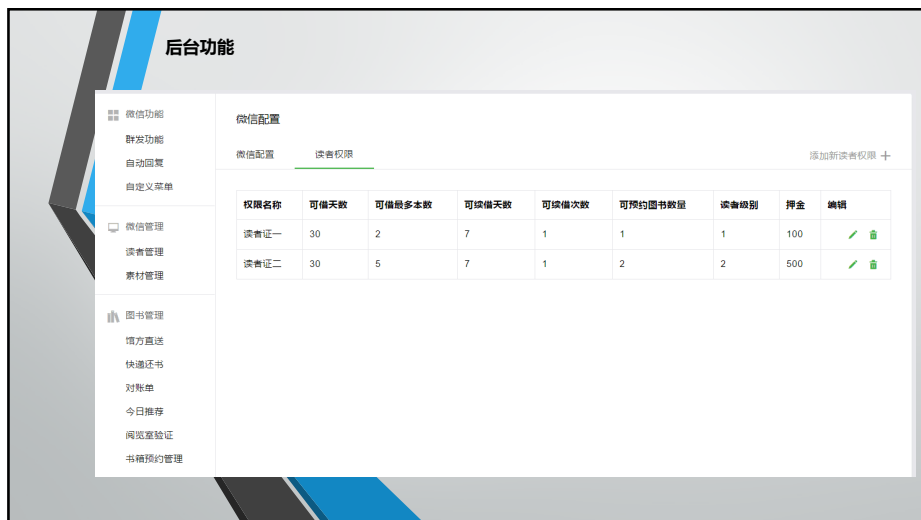 后台功能
微信功能
群发功能
自动回复
自定义菜单
微信管理
读者管理
素材管理
图书管理
馆方直送
快递还书
对账单
今日推荐
阅览室验证
书箱预约管理
微信配置
微信配置 读者权限 添加新读者权限
权限名称 可借天数 可借最多本数 可续借天数 可续借次数 可预约图书数量 读者级别 押金 编辑
读者证一 30 2 7 1 1 1 100
读者证二 30 5 7 1 2 2 500